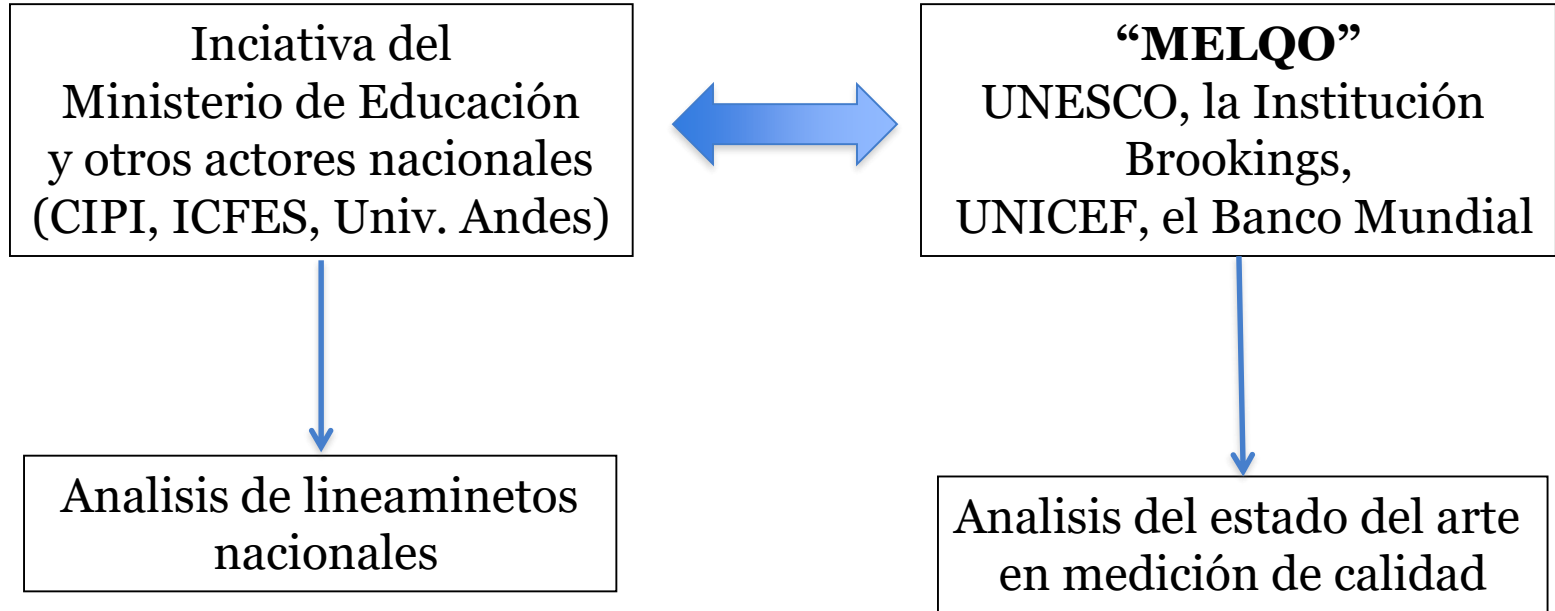 Inciativa del
Ministerio de Educación
y otros actores nacionales
(CIPI, ICFES, Univ. Andes)
“MELQO”
UNESCO, la Institución
Brookings,
UNICEF, el Banco Mundial
Analisis de lineaminetos
nacionales
Analisis del estado del arte
en medición de calidad